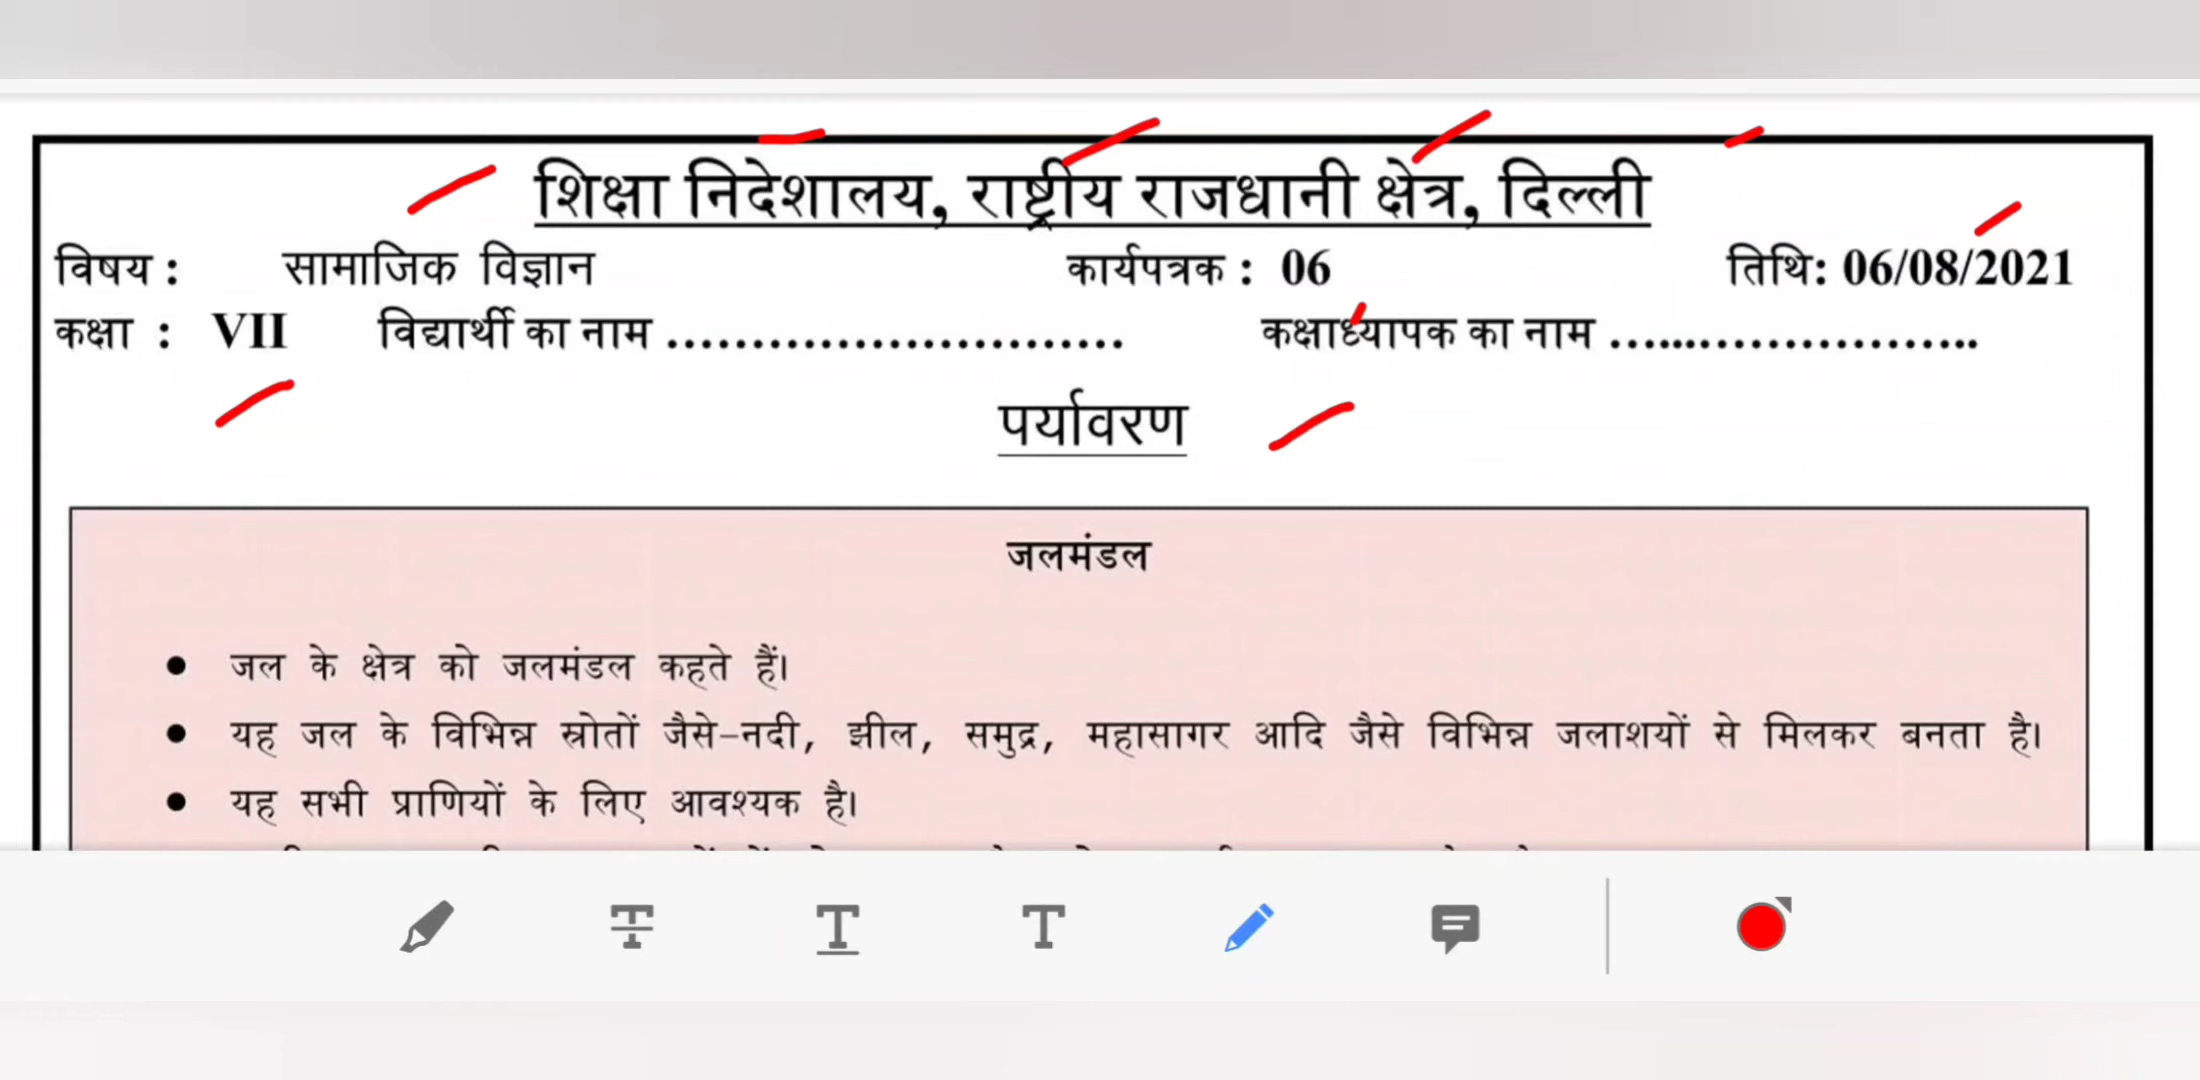 शिक्षा निदेशालय, राष्ट्रीय राजधानी क्षेत्र, दिल्ली
विषय : सामाजिक विज्ञान कार्यपत्रक : 06 तिथि: 06/08/2021
कक्षा : VII विद्यार्थी का नाम ........................... कक्षाध्यापक का नाम ......................
पर्यावरण
जलमंडल
● जल के क्षेत्र को जलमंडल कहते हैं।
● यह जल के विभिन्न स्रोतों जैसे-नदी, झील, समुद्र, महासागर आदि जैसे विभिन्न जलाशयों से मिलकर बनता है।
● यह सभी प्राणियों के लिए आवश्यक है।